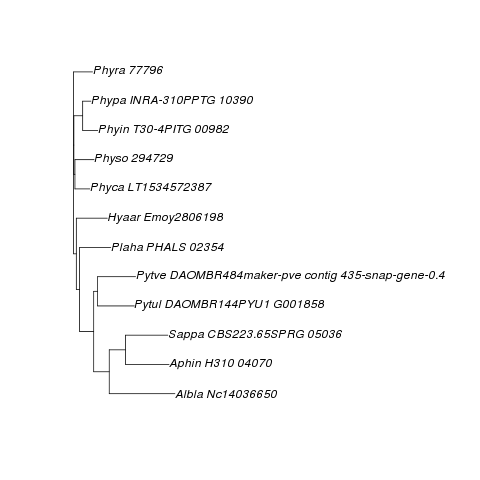 Phyra 77796
Phypa INRA-310PPTG 10390
Phyin T30-4PITG 00982
Physo 294729
Phyca LT1534572387
Hyaar Emoy2806198
Plaha PHALS 02354
Pytve DAOMBR484maker-pve contig 435-snap-gene-0.4
Pytul DAOMBR144PYU1 G001858
Sappa CBS223.65SPRG 05036
Aphin H310 04070
Albla Nc14036650